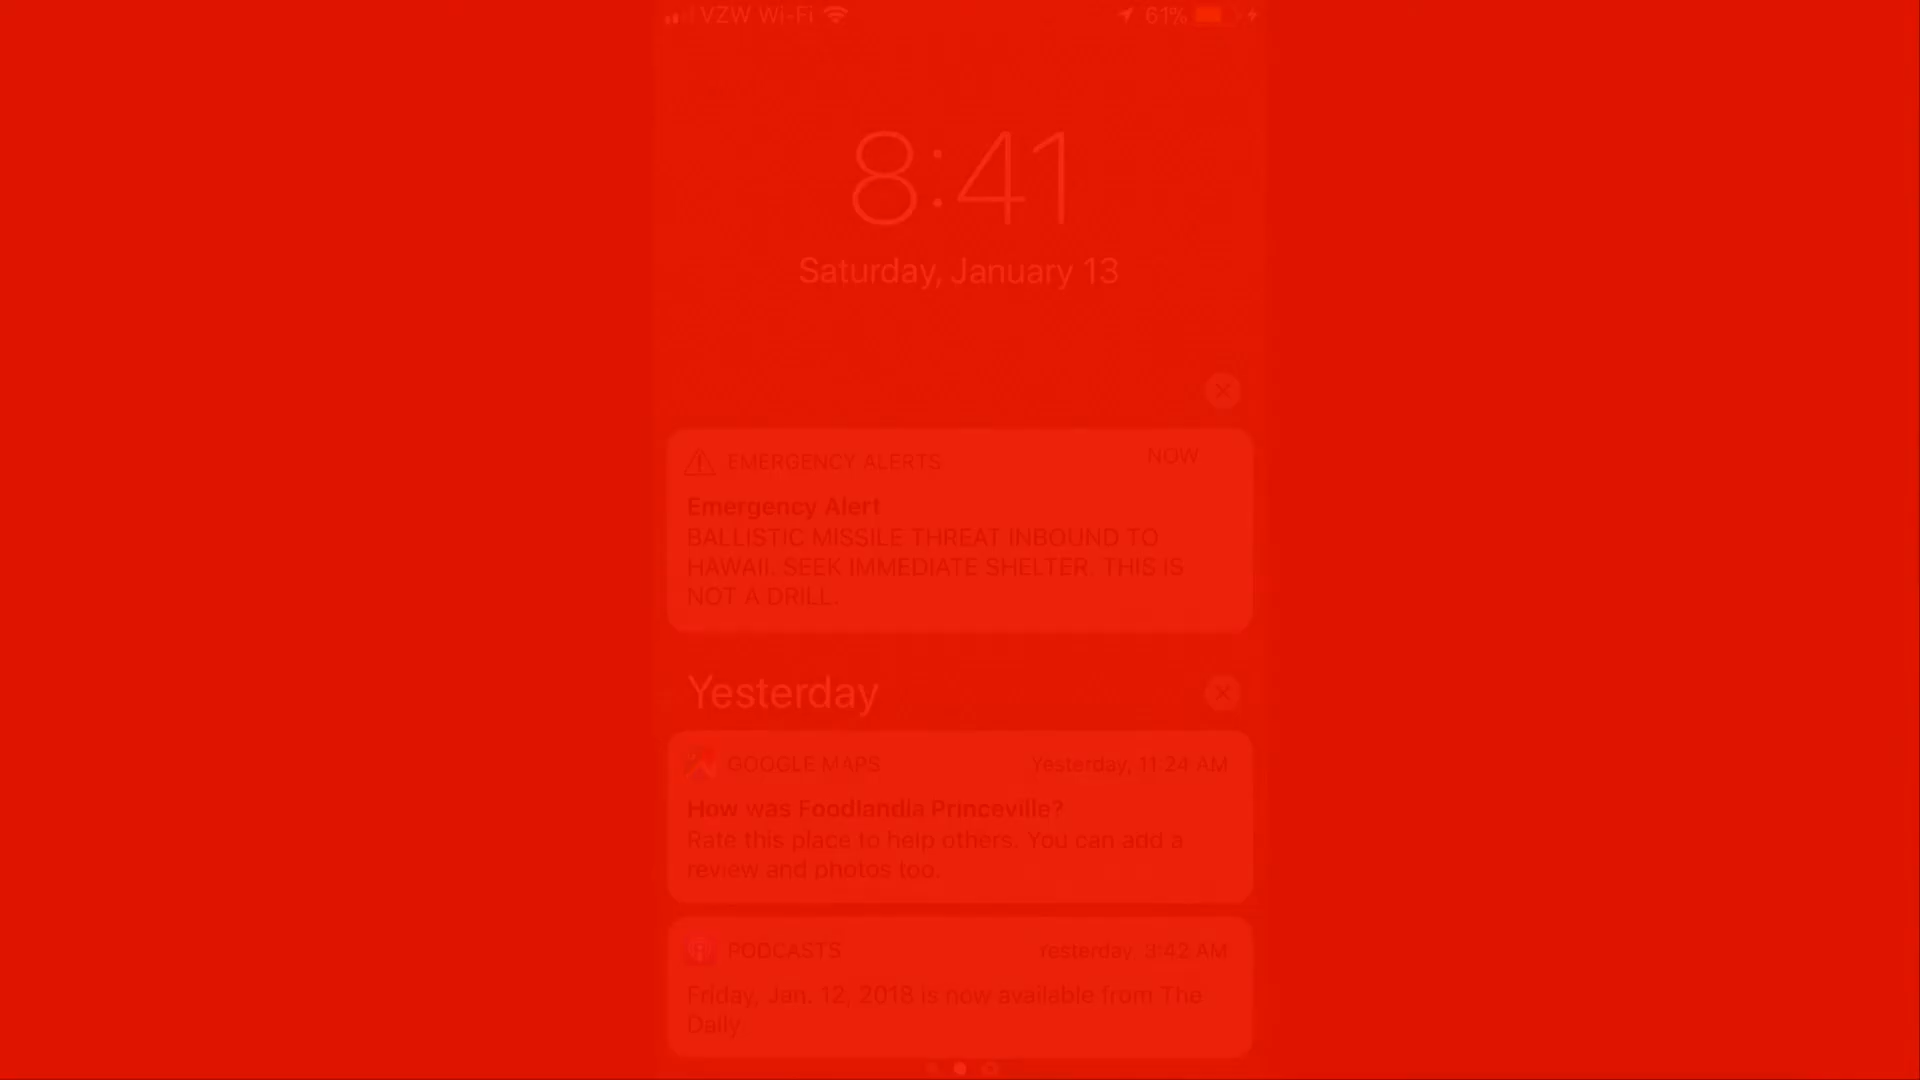 VZW Wi-Fi 61%
8:41
Saturday, January 13
EMERGENCY ALERTS NOW
Emergency Alert
BALLISTIC MISSILE THREAT INBOUND TO
HAWAII. SEEK IMMEDIATE SHELTER. THIS IS
NOT A DRILL.
Yesterday
GOOGLE MAPS Yesterday, 11:24 AM
How was Foodlandia Princeville?
Rate this place to help others. You can add a
review and photos too.
PODCASTS Yesterday, 3:42 AM
Friday, Jan. 12, 2018 is now available from The
Daily